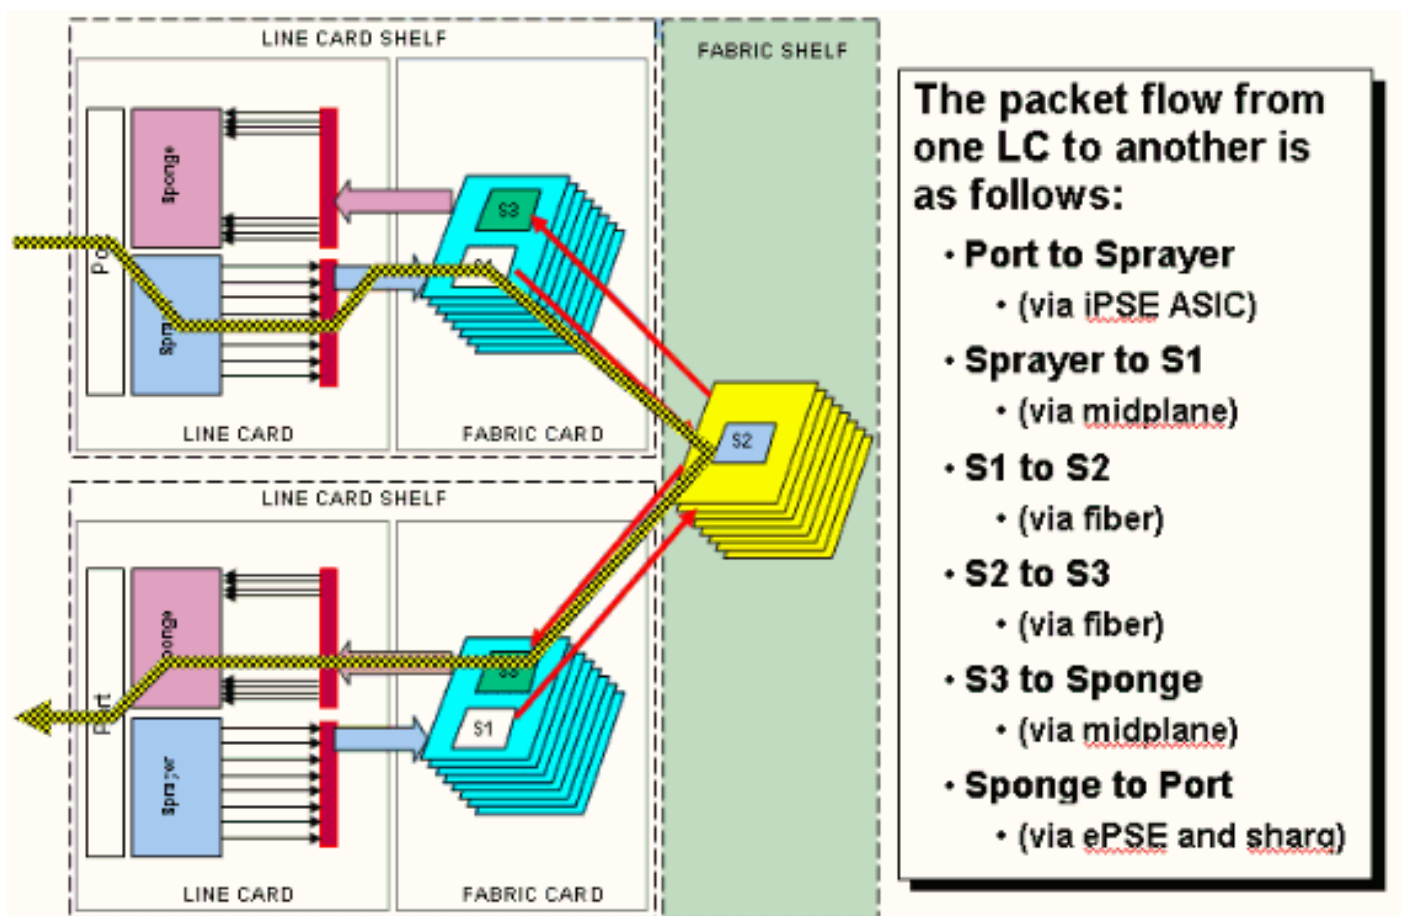 LINE CARD SHELF
FABRIC SHELF
Sponge
S3
S1
LINE CARD
FABRIC CARD
S2
LINE CARD SHELF
Port
S1
Sprayer
LINE CARD
FABRIC CARD
The packet flow from
one LC to another is
as follows:
• Port to Sprayer
• (via iPSE ASIC)
• Sprayer to S1
• (via midplane)
• S1 to S2
• (via fiber)
• S2 to S3
• (via fiber)
• S3 to Sponge
• (via midplane)
• Sponge to Port
• (via ePSE and sharq)